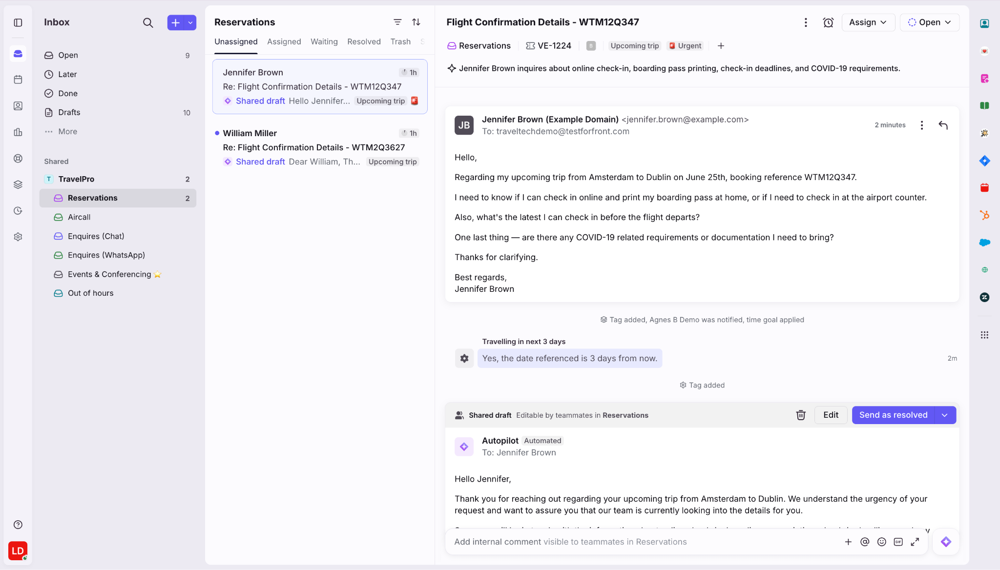 Inbox
Open 9
Later
Done
Drafts 10
More
Shared
T TravelPro 2
Reservations 2
Aircall
Enquires (Chat)
Enquires (WhatsApp)
Events & Conferencing ⭐
Out of hours
LD
Reservations
Unassigned Assigned Waiting Resolved Trash S
Jennifer Brown 1h
Re: Flight Confirmation Details - WTM12Q347
Shared draft Hello Jennifer... Upcoming trip 🚨
William Miller 1h
Re: Flight Confirmation Details - WTM2Q3627
Shared draft Dear William, Th... Upcoming trip
Flight Confirmation Details - WTM12Q347 Assign Open
Reservations VE-1224 B Upcoming trip 🚨 Urgent
Jennifer Brown inquires about online check-in, boarding pass printing, check-in deadlines, and COVID-19 requirements.
JB Jennifer Brown (Example Domain) <jennifer.brown@example.com> 2 minutes
To: traveltechdemo@testforfront.com
Hello,
Regarding my upcoming trip from Amsterdam to Dublin on June 25th, booking reference WTM12Q347.
I need to know if I can check in online and print my boarding pass at home, or if I need to check in at the airport counter.
Also, what's the latest I can check in before the flight departs?
One last thing — are there any COVID-19 related requirements or documentation I need to bring?
Thanks for clarifying.
Best regards,
Jennifer Brown
Tag added, Agnes B Demo was notified, time goal applied
Travelling in next 3 days
Yes, the date referenced is 3 days from now. 2m
Tag added
Shared draft Editable by teammates in Reservations Edit Send as resolved
Autopilot Automated
To: Jennifer Brown
Hello Jennifer,
Thank you for reaching out regarding your upcoming trip from Amsterdam to Dublin. We understand the urgency of your
request and want to assure you that our team is currently looking into the details for you.
Add internal comment visible to teammates in Reservations GIF